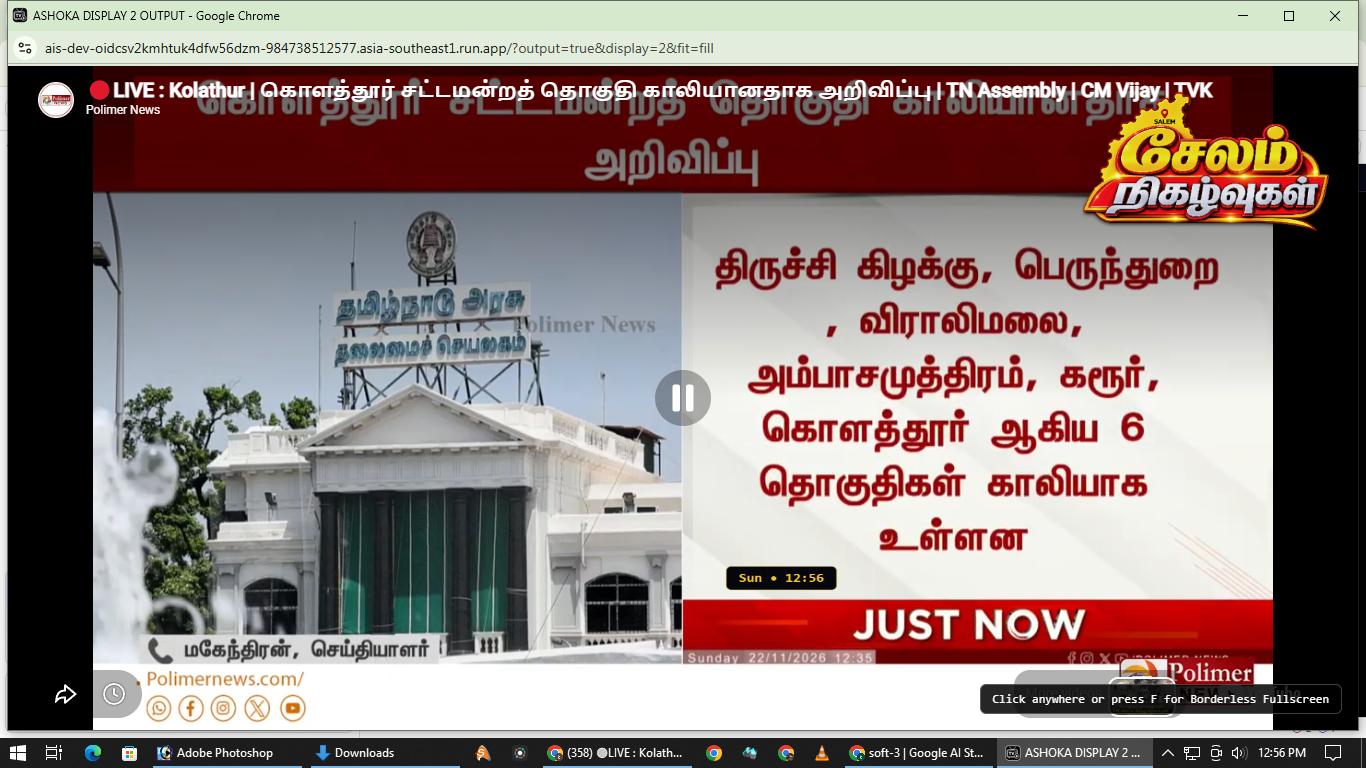 ASHOKA DISPLAY 2 OUTPUT - Google Chrome
ais-dev-oidcsv2kmhtuk4dfw56dzm-984738512577.asia-southeast1.run.app/?output=true&display=2&fit=fill
🔴 LIVE : Kolathur | கொளத்தூர் சட்டமன்றத் தொகுதி காலியானதாக அறிவிப்பு | TN Assembly | CM Vijay | TVK
Polimer News
கொளத்தூர் சட்டமன்றத் தொகுதி காலியானதாக
அறிவிப்பு
SALEM
சேலம்
நிகழ்வுகள்
தமிழ்நாடு அரசு
தலைமைச் செயலகம்
Polimer News
திருச்சி கிழக்கு, பெருந்துறை
, விராலிமலை,
அம்பாசமுத்திரம், கரூர்,
கொளத்தூர் ஆகிய 6
தொகுதிகள் காலியாக
உள்ளன
Sun • 12:56
JUST NOW
மகேந்திரன், செய்தியாளர்
Sunday 22/11/2026 12:35
Polimernews.com/
Polimer
Click anywhere or press F for Borderless Fullscreen
Adobe Photoshop
Downloads
(358) 🔴LIVE : Kolath...
soft-3 | Google AI St...
ASHOKA DISPLAY 2 ...
12:56 PM